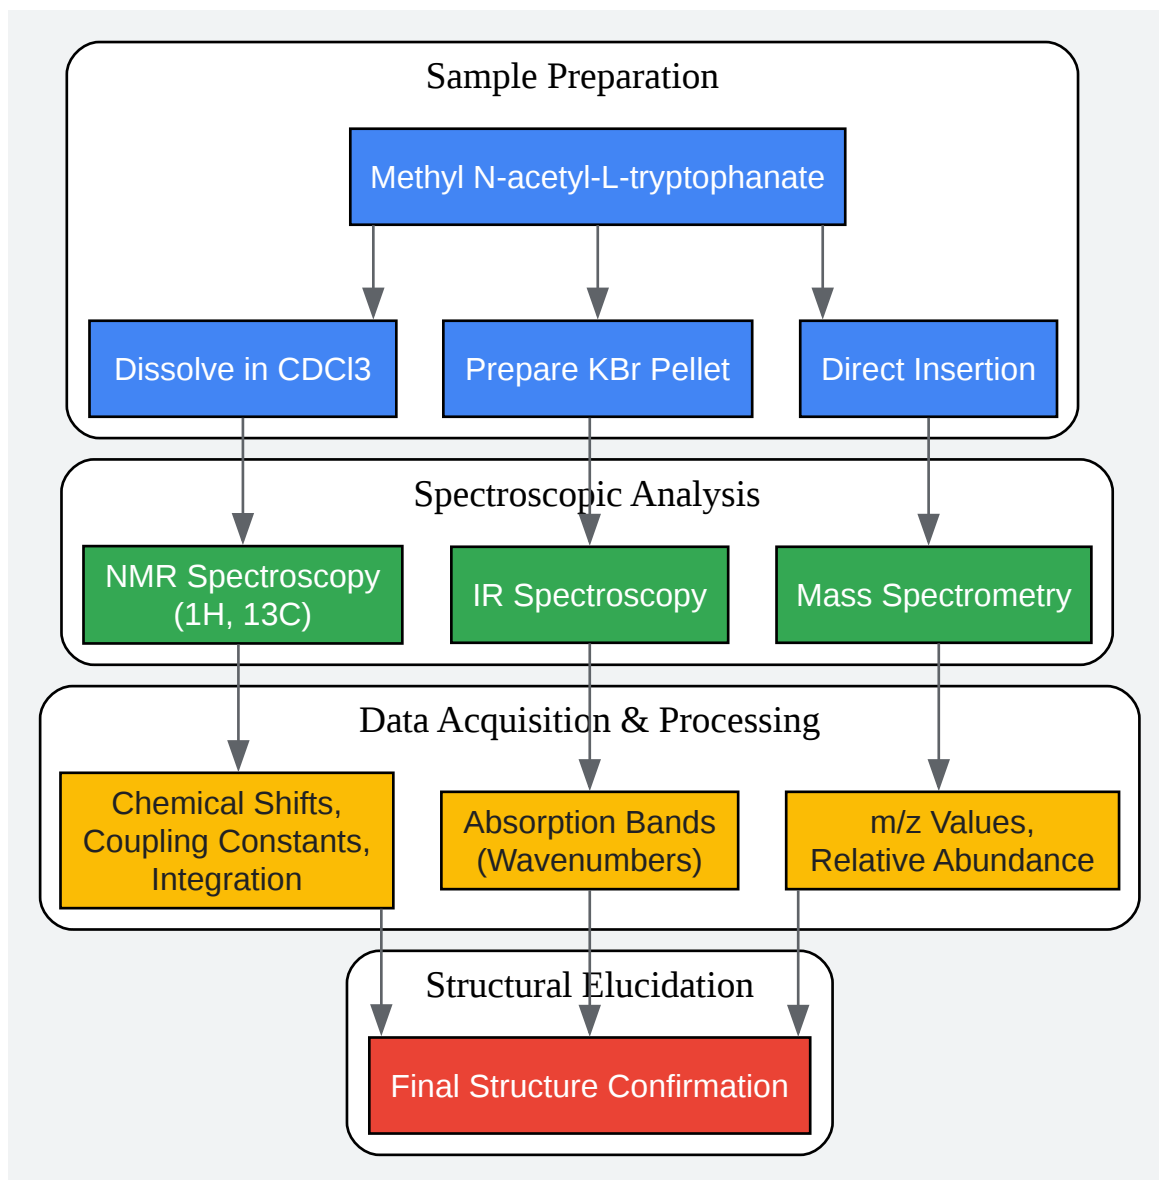 Sample Preparation
Methyl N-acetyl-L-tryptophanate
Dissolve in CDCl3
Prepare KBr Pellet
Direct Insertion
Spectroscopic Analysis
NMR Spectroscopy
(1H, 13C)
IR Spectroscopy
Mass Spectrometry
Data Acquisition & Processing
Chemical Shifts,
Coupling Constants,
Integration
Absorption Bands
(Wavenumbers)
m/z Values,
Relative Abundance
Structural Elucidation
Final Structure Confirmation